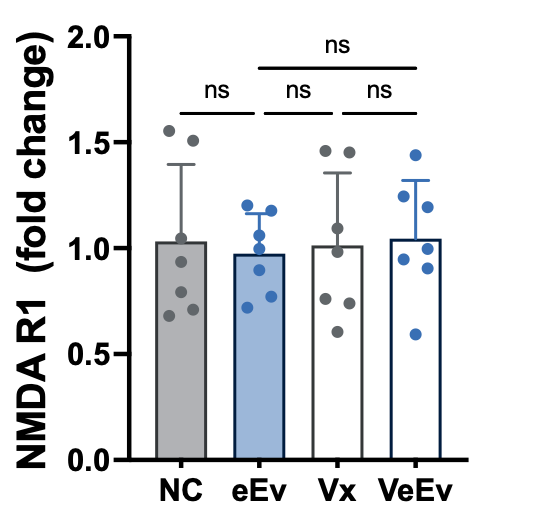 NMDA R1 (fold change)
2.0
1.5
1.0
0.5
0.0
ns
ns ns ns
NC eEv Vx VeEv